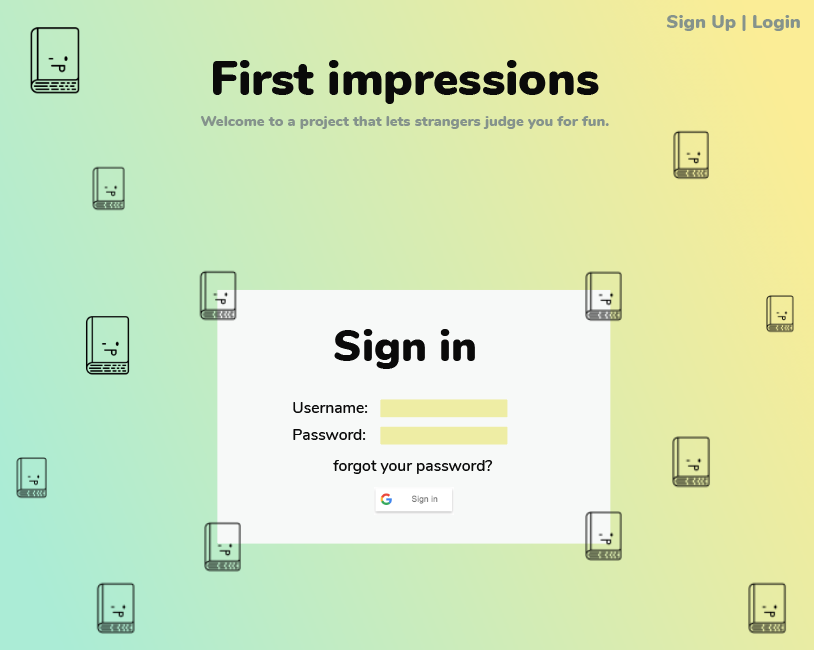 Sign Up | Login
First impressions
Welcome to a project that lets strangers judge you for fun.
Sign in
Username:
Password:
forgot your password?
Sign in